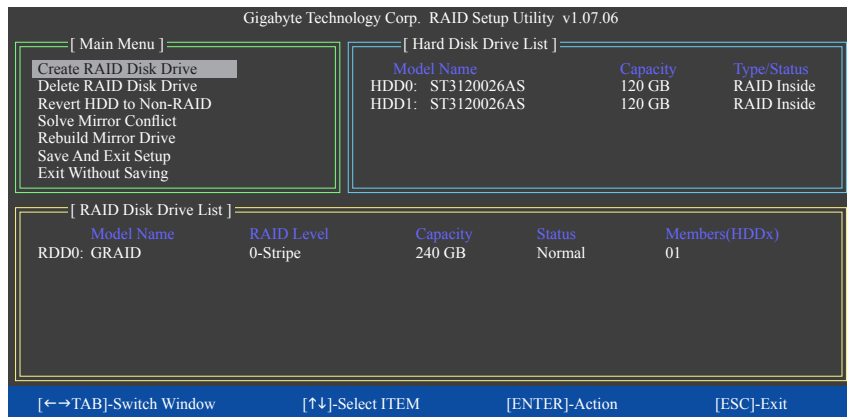 Gigabyte Technology Corp. RAID Setup Utility v1.07.06
[ Main Menu ]
Create RAID Disk Drive
Delete RAID Disk Drive
Revert HDD to Non-RAID
Solve Mirror Conflict
Rebuild Mirror Drive
Save And Exit Setup
Exit Without Saving
[ Hard Disk Drive List ]
Model Name Capacity Type/Status
HDD0: ST3120026AS 120 GB RAID Inside
HDD1: ST3120026AS 120 GB RAID Inside
[ RAID Disk Drive List ]
Model Name RAID Level Capacity Status Members(HDDx)
RDD0: GRAID 0-Stripe 240 GB Normal 01
[←→TAB]-Switch Window [↑↓]-Select ITEM [ENTER]-Action [ESC]-Exit